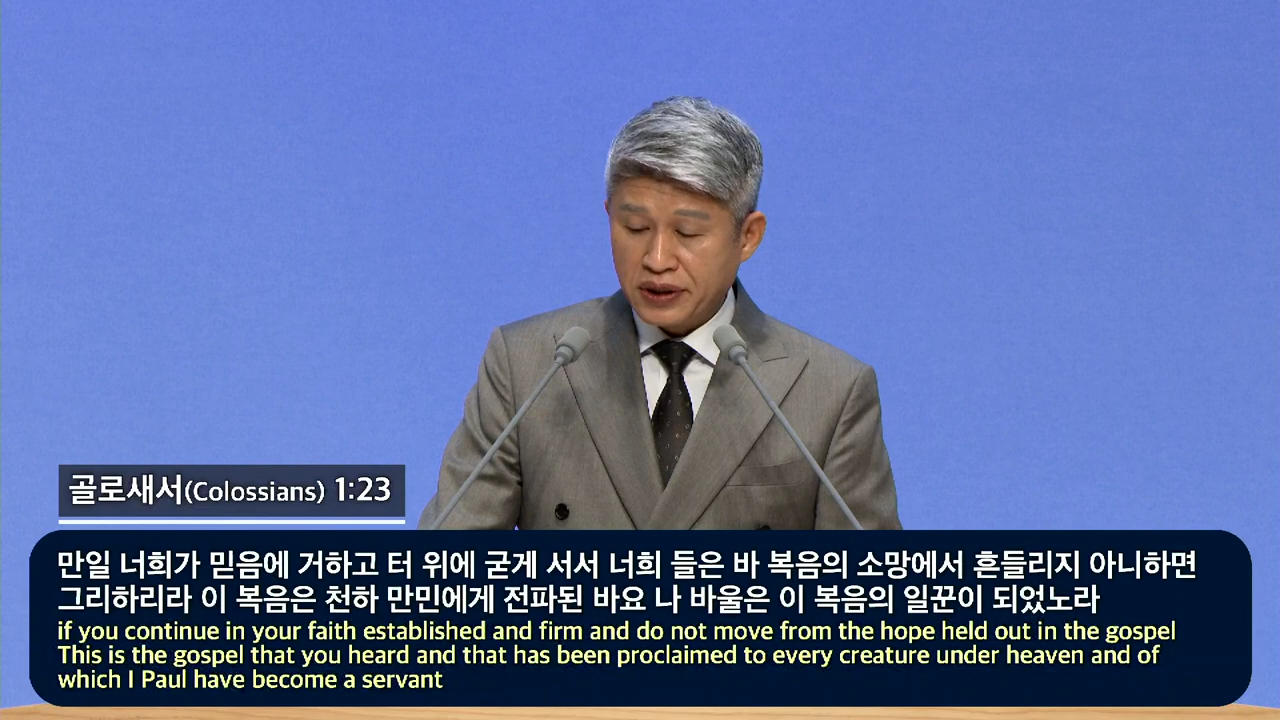 골로새서(Colossians) 1:23
만일 너희가 믿음에 거하고 터 위에 굳게 서서 너희 들은 바 복음의 소망에서 흔들리지 아니하면
그리하리라 이 복음은 천하 만민에게 전파된 바요 나 바울은 이 복음의 일꾼이 되었노라
if you continue in your faith established and firm and do not move from the hope held out in the gospel
This is the gospel that you heard and that has been proclaimed to every creature under heaven and of
which I Paul have become a servant